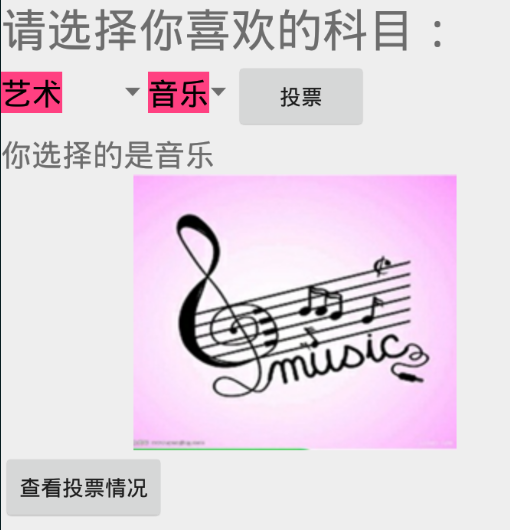 请选择你喜欢的科目：
艺术 音乐 投票
你选择的是音乐
music
查看投票情况